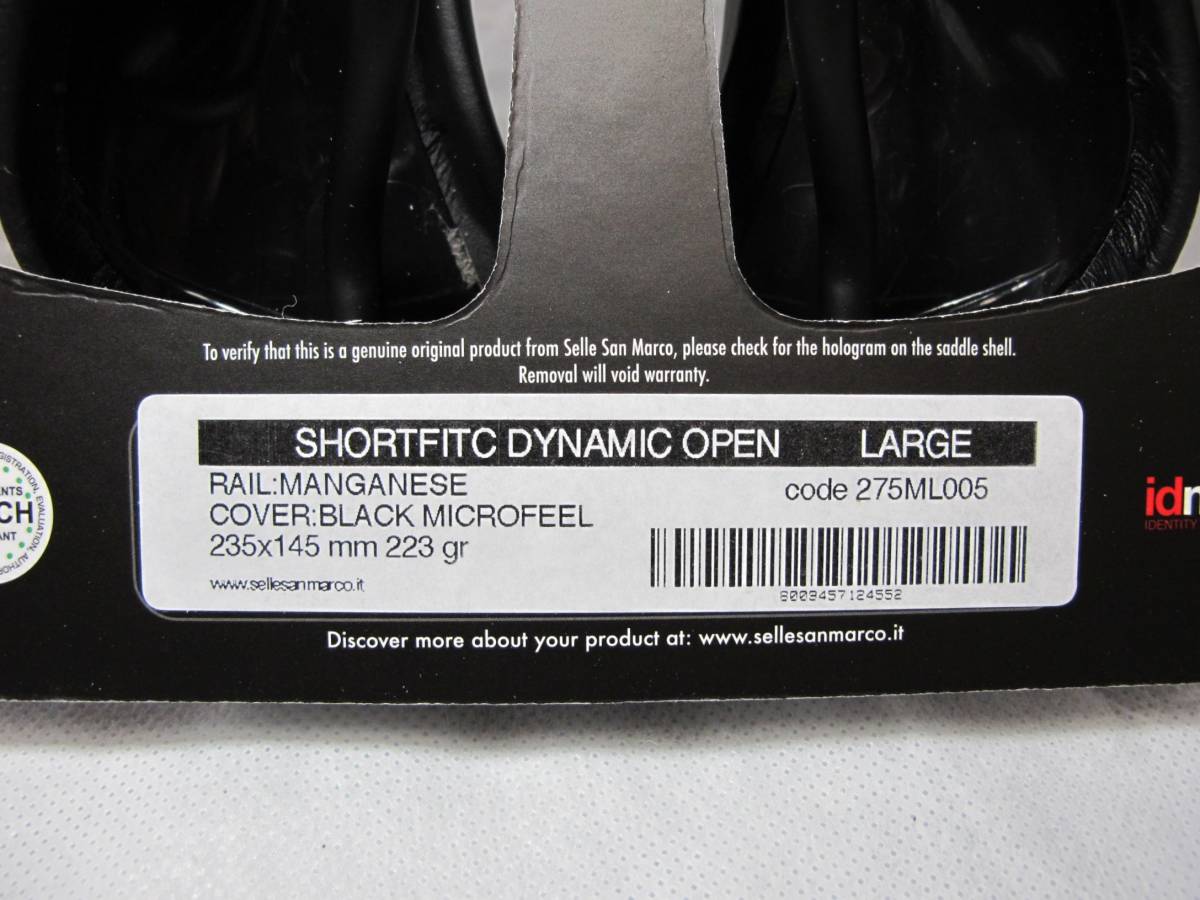 To verify that this is a genuine original product from Selle San Marco, please check for the hologram on the saddle shell.
Removal will void warranty.
SHORTFITC DYNAMIC OPEN LARGE
RAIL:MANGANESE
code 275ML005
COVER:BLACK MICROFEEL
235x145 mm 223 gr
www.sellesanmarco.it
Discover more about your product at: www.sellesanmarco.it
IDENTITY